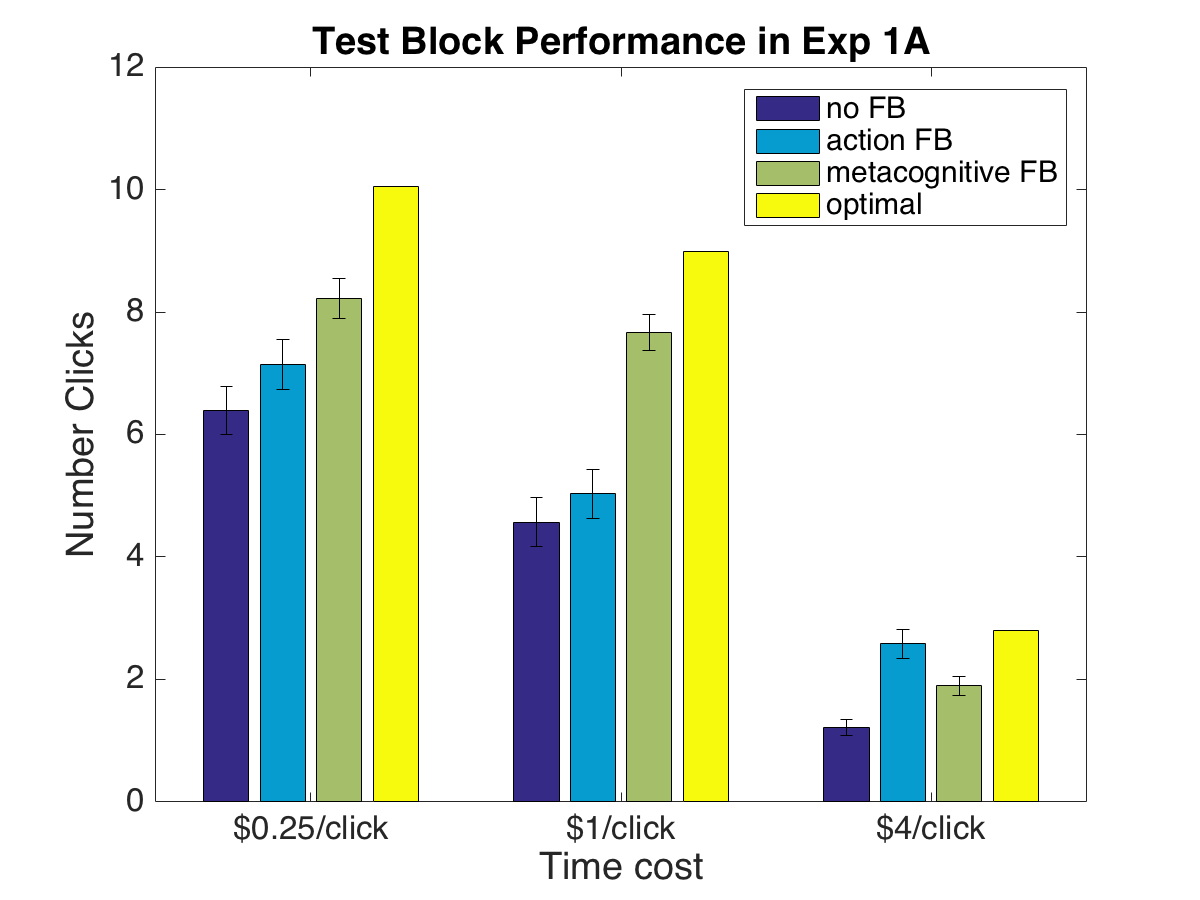 Test Block Performance in Exp 1A
12
10
8
6
4
2
0
Number Clicks
no FB
action FB
metacognitive FB
optimal
$0.25/click
$1/click
$4/click
Time cost